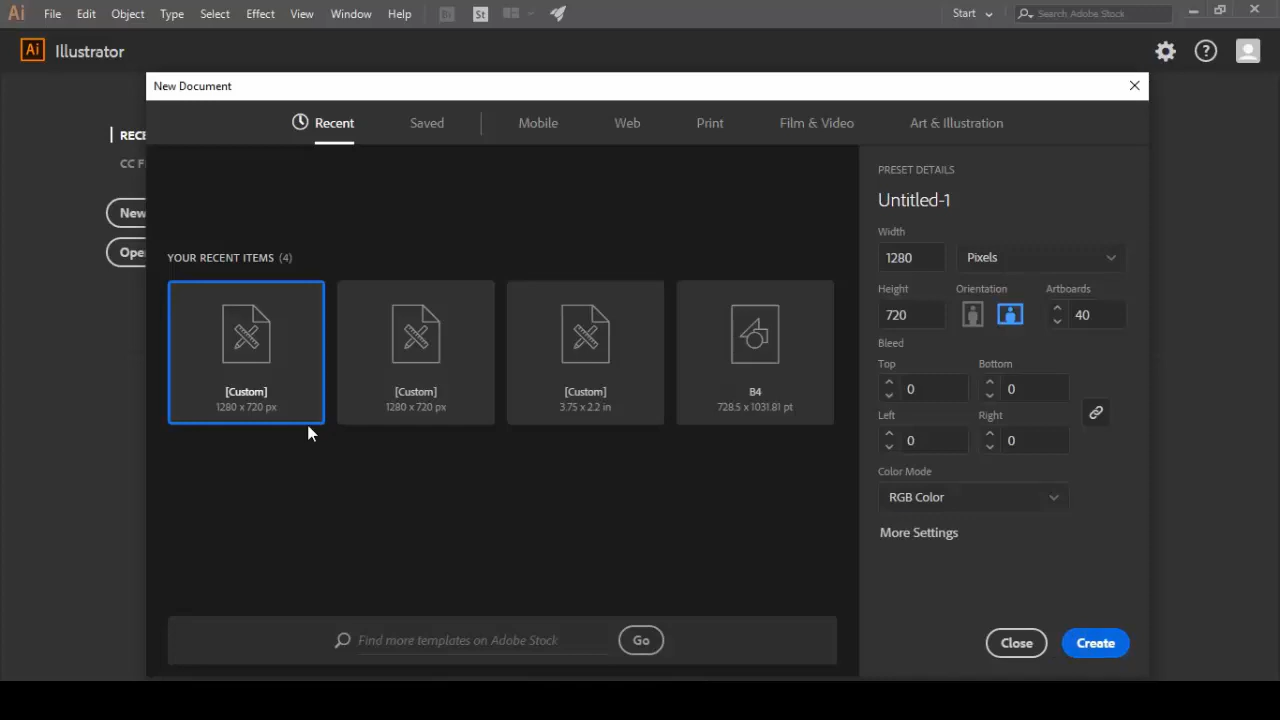 Ai File Edit Object Type Select Effect View Window Help Br St Start Search Adobe Stock
Ai Illustrator
New Document
Recent Saved Mobile Web Print Film & Video Art & Illustration
RECE
CC F
New
Ope
YOUR RECENT ITEMS (4)
[Custom]
1280 x 720 px
[Custom]
1280 x 720 px
[Custom]
3.75 x 2.2 in
B4
728.5 x 1031.81 pt
Find more templates on Adobe Stock Go
PRESET DETAILS
Untitled-1
Width
1280 Pixels
Height Orientation Artboards
720 40
Bleed
Top Bottom
0 0
Left Right
0 0
Color Mode
RGB Color
More Settings
Close Create